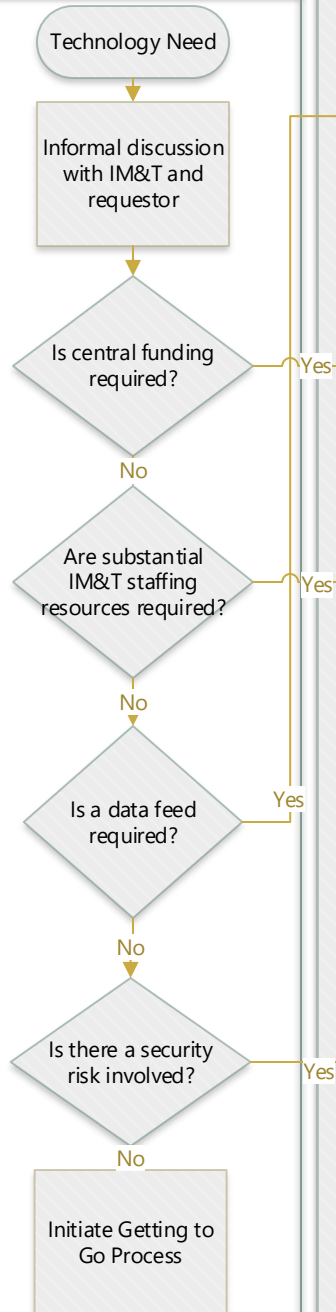 Technology Need
Informal discussion
with IM&T and
requestor
Is central funding
required?
Yes
No
Are substantial
IM&T staffing
resources required?
Yes
No
Is a data feed
required?
Yes
No
Is there a security
risk involved?
Yes
No
Initiate Getting to
Go Process